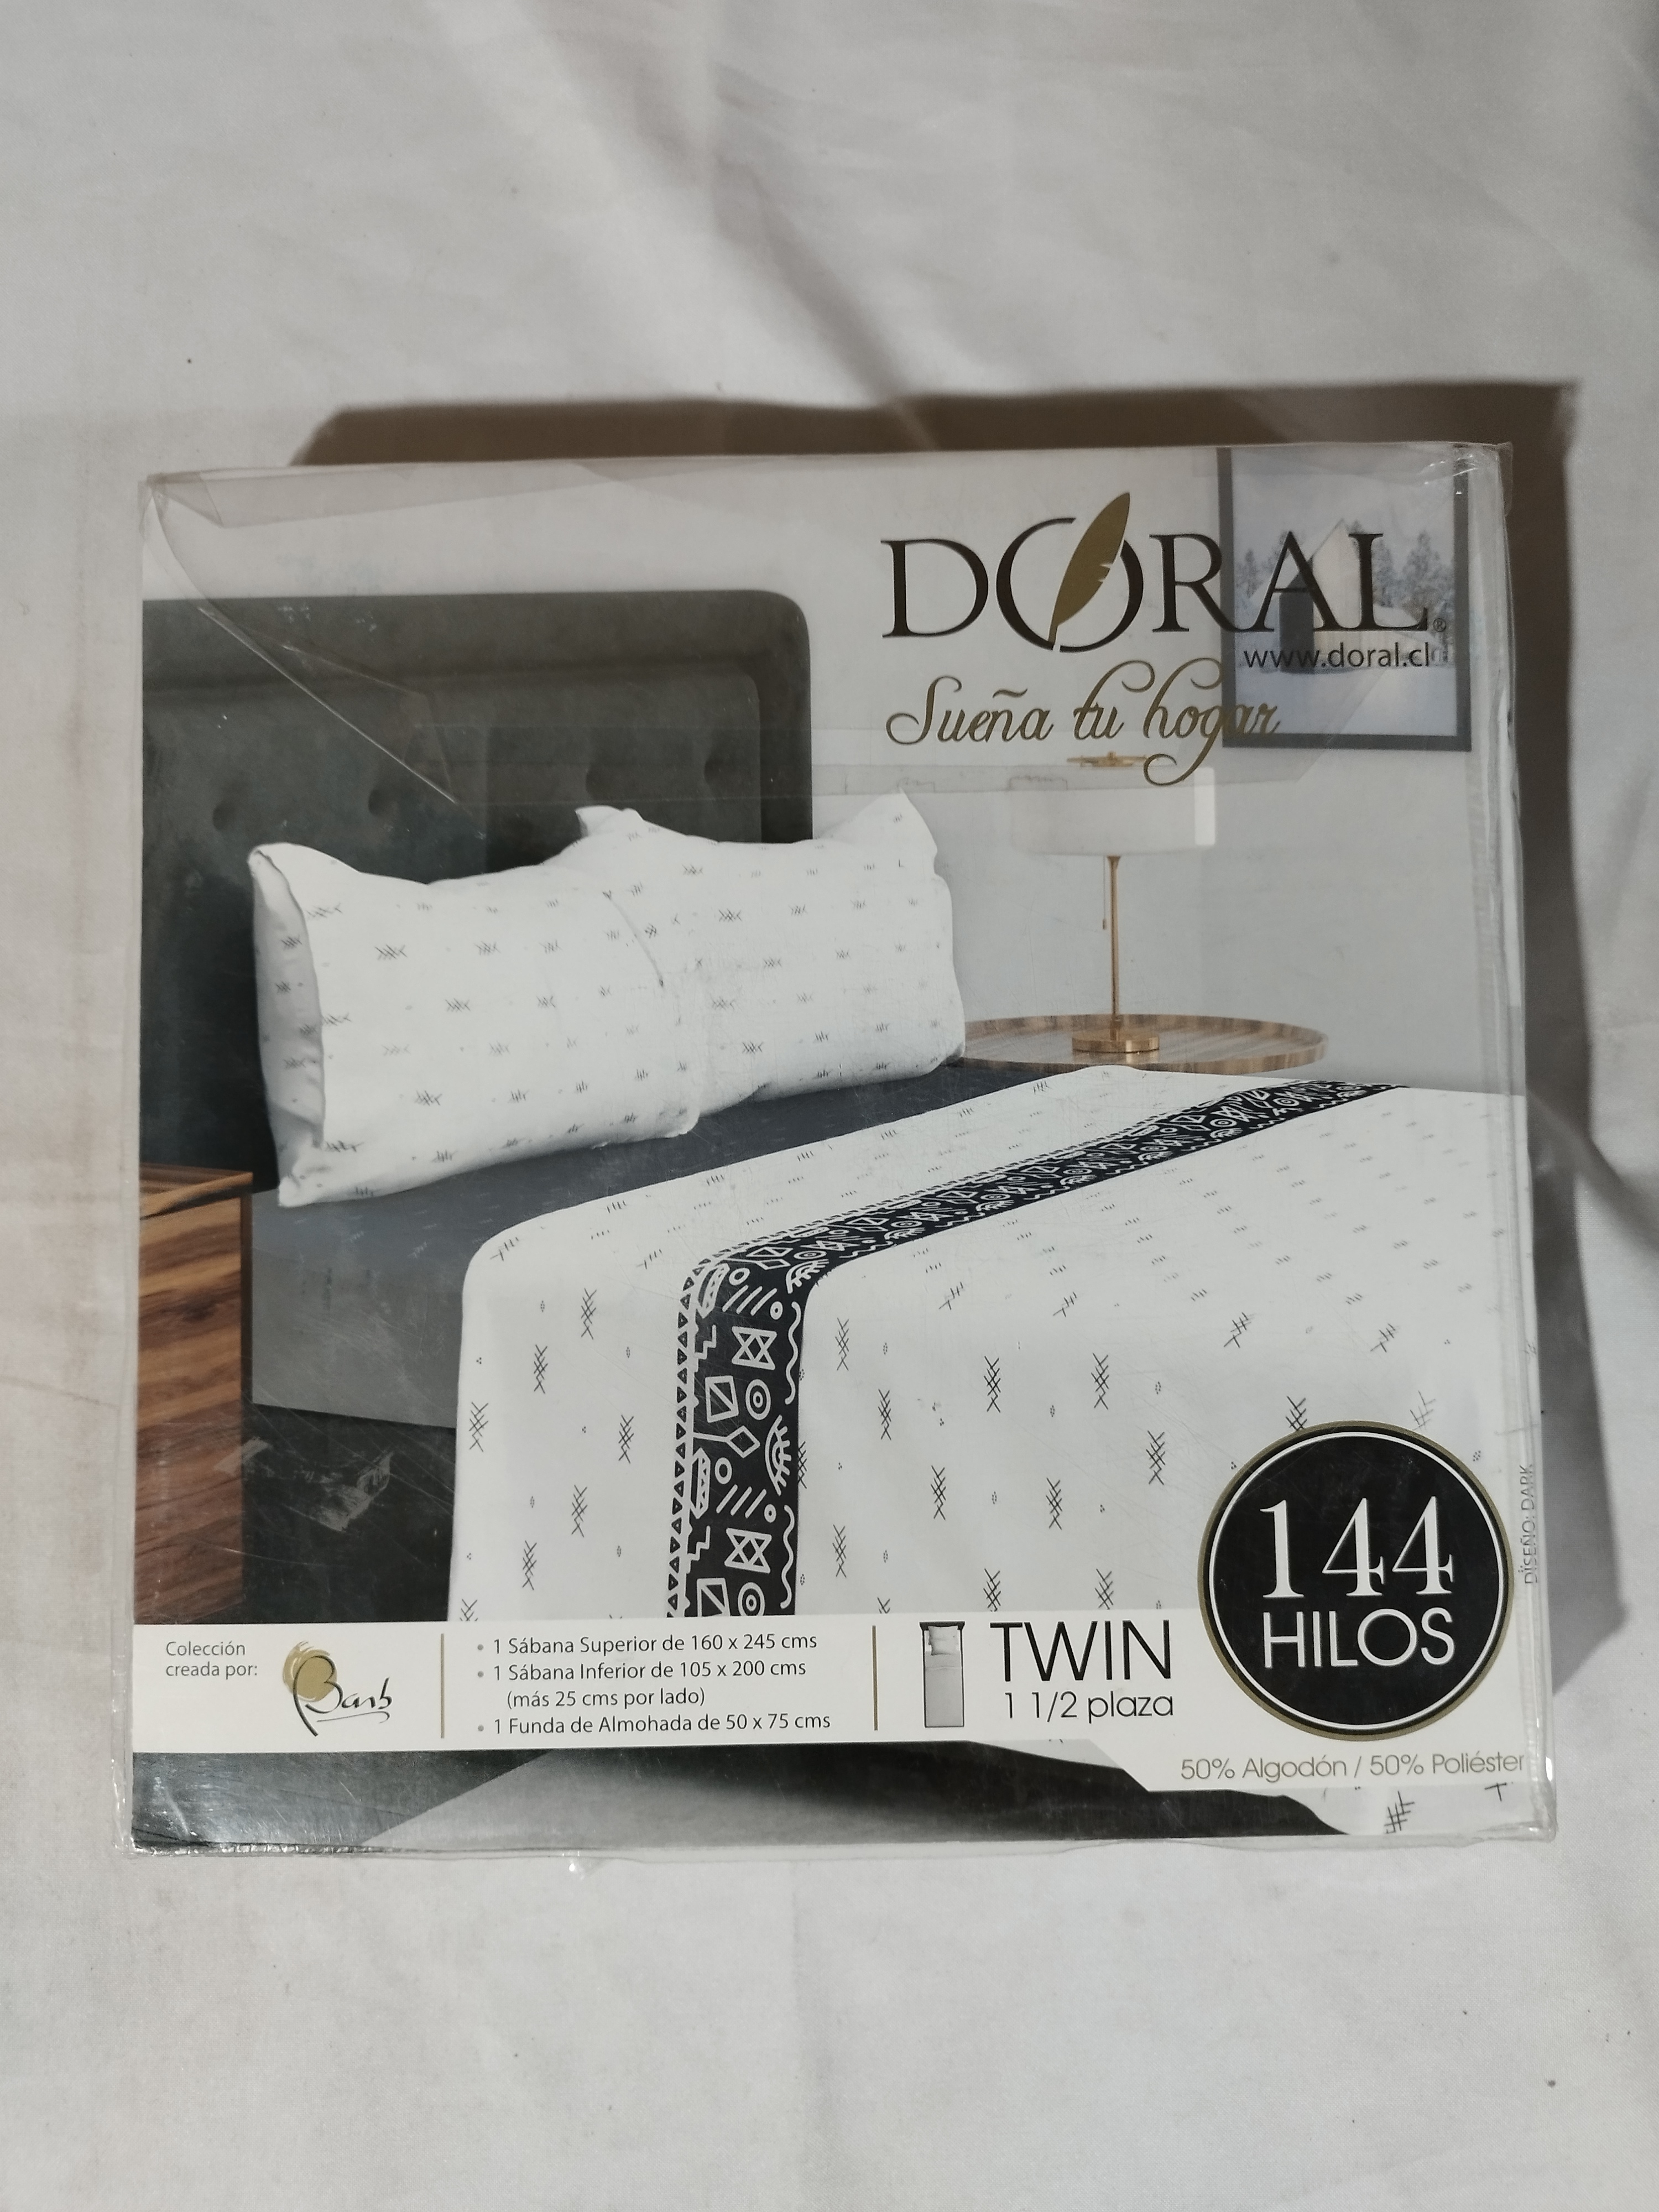 DORAL®
www.doral.cl
Sueña tu hogar
DISEÑO: DARK
144
HILOS
Colección
creada por:
Barb
• 1 Sábana Superior de 160 x 245 cms
• 1 Sábana Inferior de 105 x 200 cms
(más 25 cms por lado)
• 1 Funda de Almohada de 50 x 75 cms
TWIN
1 1/2 plaza
50% Algodón / 50% Poliéster